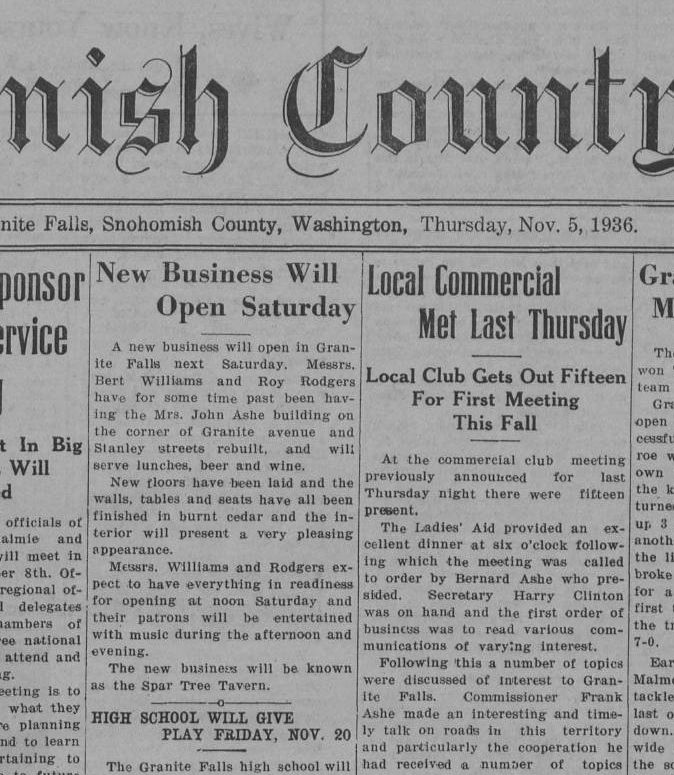 nish County
nite Falls, Snohomish County, Washington, Thursday, Nov. 5, 1936.
ponsor
ervice
t In Big
Will
d
officials of
almie and
vill meet in
er 8th. Of-
regional of-
l delegates
hambers of
ree national
attend and
g.
eeting is to
what they
re planning
nd to learn
rtaining to
New Business Will
Open Saturday
A new business will open in Gran-
ite Falls next Saturday. Messrs.
Bert Williams and Roy Rodgers
have for some time past been hav-
ing the Mrs. John Ashe building on
the corner of Granite avenue and
Stanley streets rebuilt, and will
serve lunches, beer and wine.
New floors have been laid and the
walls, tables and seats have all been
finished in burnt cedar and the in-
terior will present a very pleasing
appearance.
Messrs. Williams and Rodgers ex-
pect to have everything in readiness
for opening at noon Saturday and
their patrons will be entertained
with music during the afternoon and
evening.
The new business will be known
as the Spar Tree Tavern.
HIGH SCHOOL WILL GIVE
PLAY FRIDAY, NOV. 20
The Granite Falls high school will
Local Commercial
Met Last Thursday
Local Club Gets Out Fifteen
For First Meeting
This Fall
At the commercial club meeting
previously announced for last
Thursday night there were fifteen
present.
The Ladies' Aid provided an ex-
cellent dinner at six o'clock follow-
ing which the meeting was called
to order by Bernard Ashe who pre-
sided. Secretary Harry Clinton
was on hand and the first order of
business was to read various com-
munications of varying interest.
Following this a number of topics
were discussed of interest to Gran-
ite Falls. Commissioner Frank
Ashe made an interesting and time-
ly talk on roads in this territory
and particularly the cooperation he
had received a number of topics
Gra
M
The
won
team
Gra
open
cessfu
roe w
own
the k
turne
up 3
anoth
the li
broke
for a
first
the tr
7-0.
Ear
Malm
tackle
last o
down.
wide
the sc